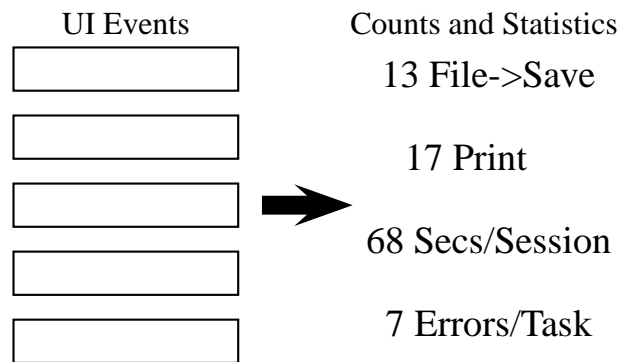 UI Events
Counts and Statistics
13 File->Save
17 Print
68 Secs/Session
7 Errors/Task